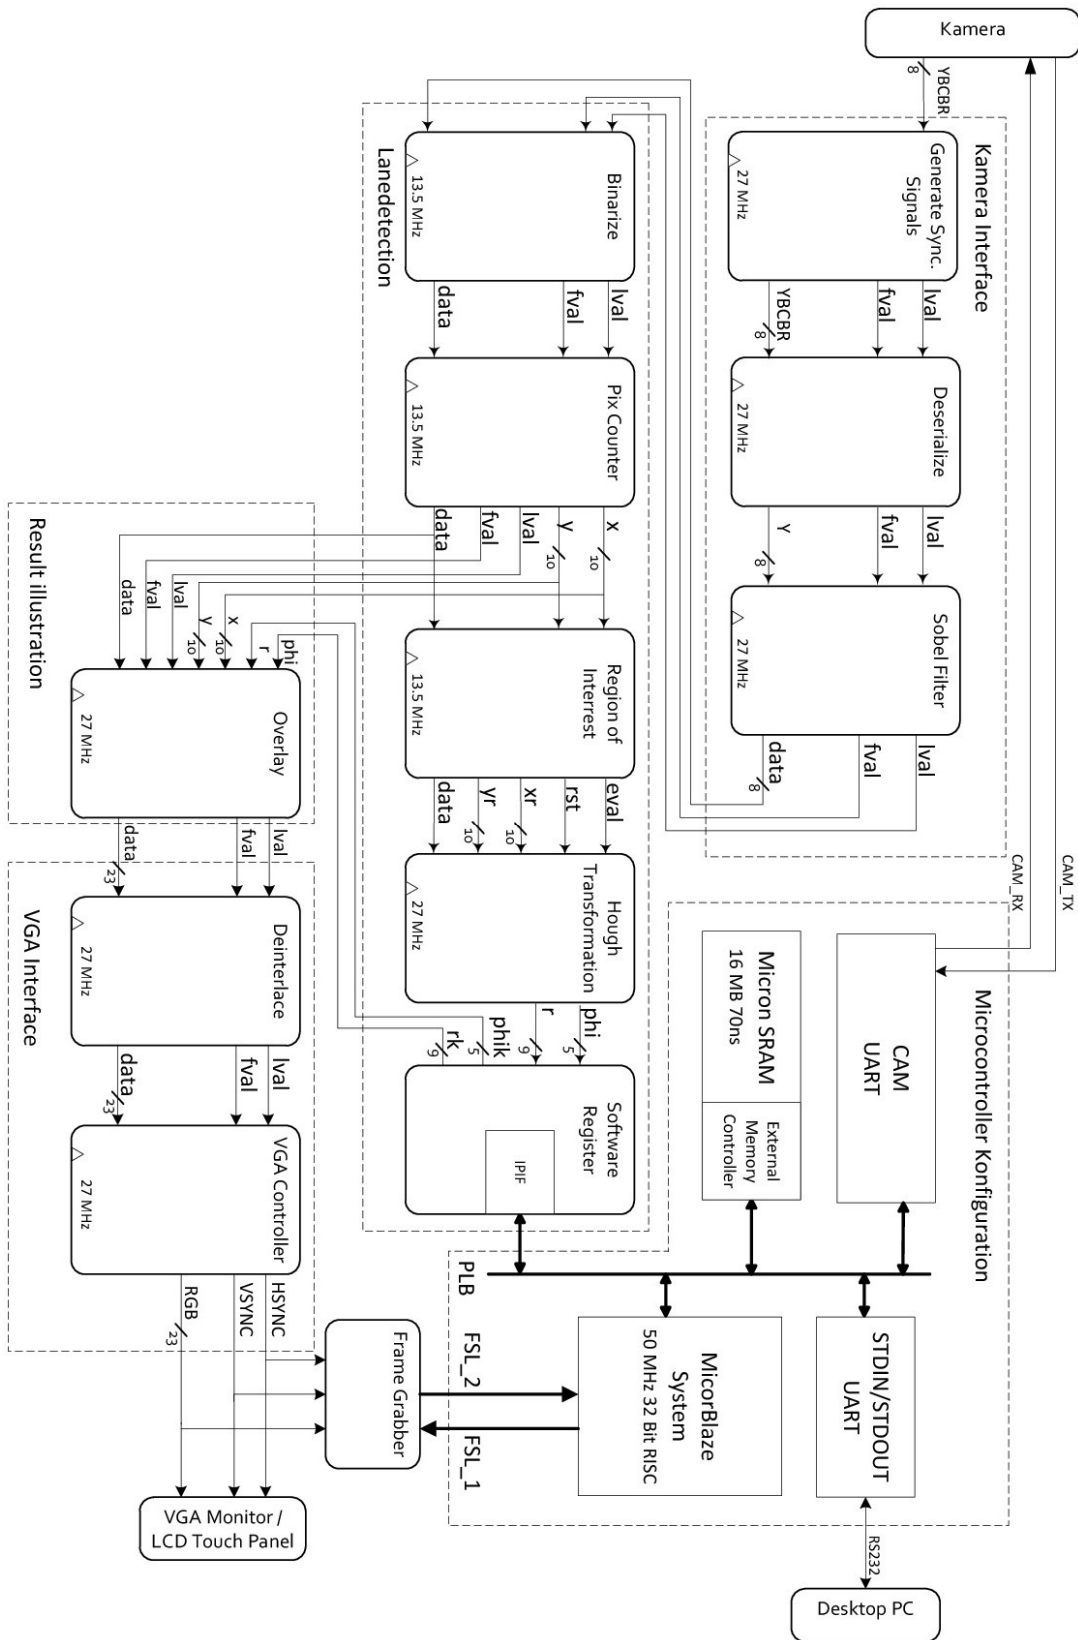 Kamera
YBCBR
8
CAM_RX
CAM_TX
Kamera Interface
Generate Sync.
Signals
27 MHz
lval
fval
YBCBR
8
Deserialize
27 MHz
lval
fval
Y
8
Sobel Filter
27 MHz
lval
fval
data
8
Lanedetection
Binarize
13.5 MHz
lval
fval
data
Pix Counter
13.5 MHz
x
10
y
10
lval
fval
data
Region of
Interrest
13.5 MHz
eval
rst
xr
10
yr
10
data
Hough
Transformation
27 MHz
phi
5
r
9
phik
5
rk
9
Software
Register
IPIF
Result illustration
phi
r
x
10
y
10
lval
fval
data
Overlay
27 MHz
lval
fval
data
23
VGA Interface
Deinterlace
27 MHz
lval
fval
data
23
VGA Controller
27 MHz
HSYNC
VSYNC
RGB
23
Microcontroller Konfiguration
CAM
UART
Micron SRAM
16 MB 70ns
External
Memory
Controller
PLB
STDIN/STDOUT
UART
MicorBlaze
System
50 MHz 32 Bit RISC
FSL_2
FSL_1
Frame Grabber
RS232
VGA Monitor /
LCD Touch Panel
Desktop PC